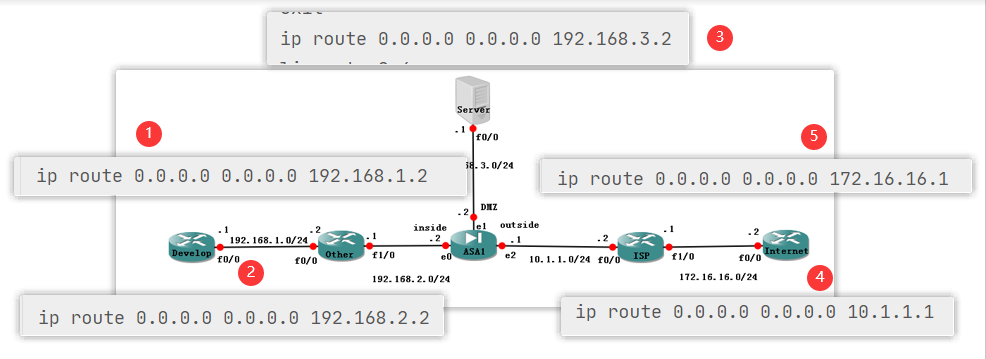 ip route 0.0.0.0 0.0.0.0 192.168.3.2
3
Server
.1
f0/0
1
5
ip route 0.0.0.0 0.0.0.0 192.168.1.2
68.3.0/24
ip route 0.0.0.0 0.0.0.0 172.16.16.1
.2
DMZ
e1
inside
outside
.1
192.168.1.0/24
.2
.1
.2
.1
.2
.1
.2
Develop
f0/0
f0/0
Other
f1/0
e0
ASA1
e2
10.1.1.0/24
f0/0
ISP
f1/0
f0/0
Internet
2
192.168.2.0/24
172.16.16.0/24
4
ip route 0.0.0.0 0.0.0.0 192.168.2.2
ip route 0.0.0.0 0.0.0.0 10.1.1.1